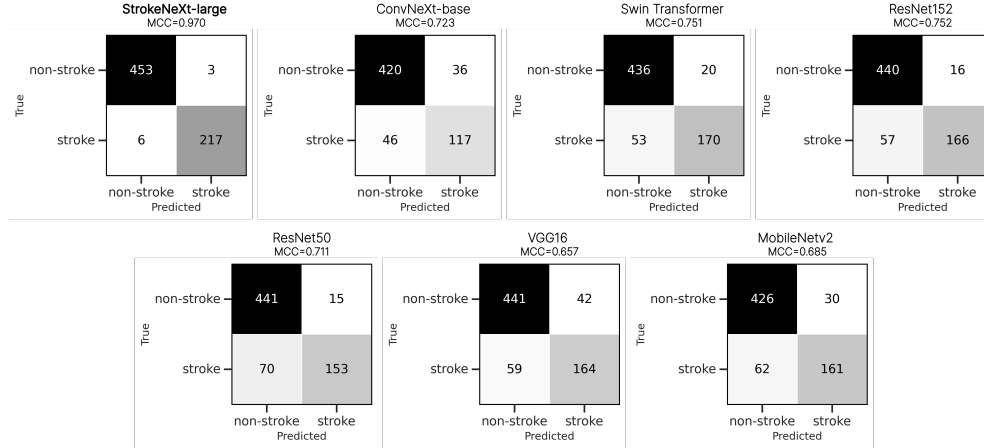 StrokeNeXt-large
MCC=0.970
non-stroke 453 3
stroke 6 217
True
non-stroke stroke
Predicted
ConvNeXt-base
MCC=0.723
non-stroke 420 36
stroke 46 117
True
non-stroke stroke
Predicted
Swin Transformer
MCC=0.751
non-stroke 436 20
stroke 53 170
True
non-stroke stroke
Predicted
ResNet152
MCC=0.752
non-stroke 440 16
stroke 57 166
True
non-stroke stroke
Predicted
ResNet50
MCC=0.711
non-stroke 441 15
stroke 70 153
True
non-stroke stroke
Predicted
VGG16
MCC=0.657
non-stroke 441 42
stroke 59 164
True
non-stroke stroke
Predicted
MobileNetv2
MCC=0.685
non-stroke 426 30
stroke 62 161
True
non-stroke stroke
Predicted